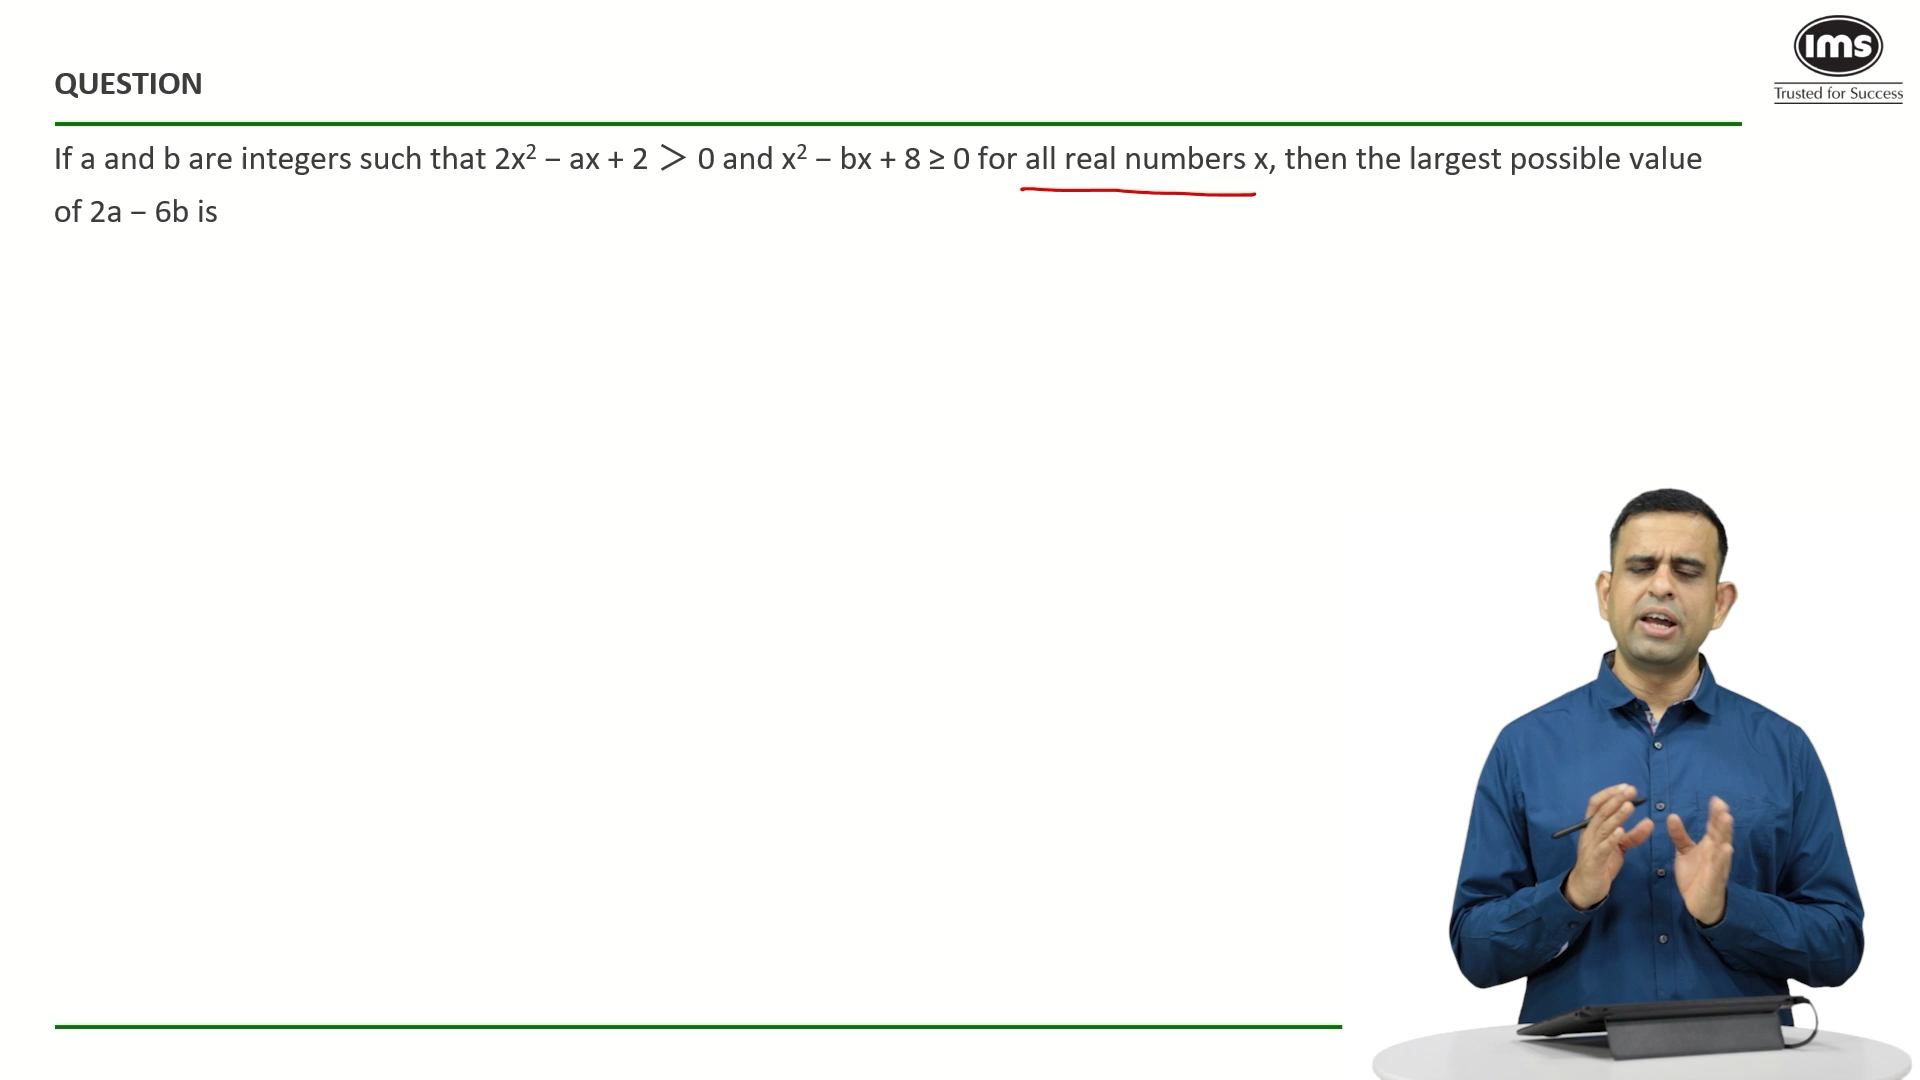 ims
Trusted for Success
QUESTION
If a and b are integers such that 2x² − ax + 2 > 0 and x² − bx + 8 ≥ 0 for all real numbers x, then the largest possible value
of 2a − 6b is